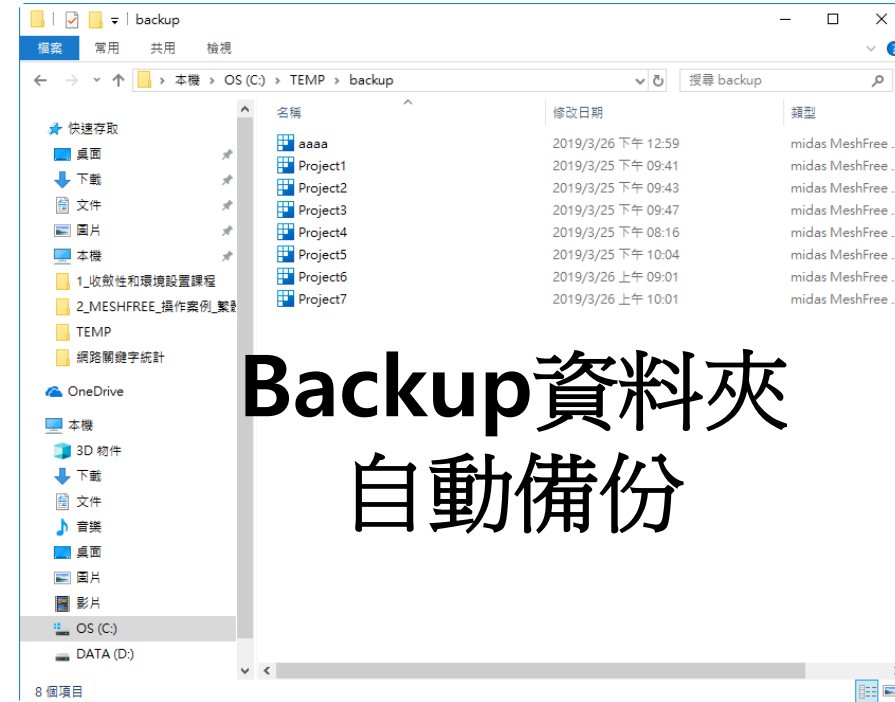 backup
檔案 常用 共用 檢視
本機 OS (C:) TEMP backup 搜尋 backup
名稱 修改日期 類型
快速存取
桌面
下載
文件
圖片
本機
1_收斂性和環境設置課程
2_MESHFREE_操作案例_繁體
TEMP
網路關鍵字統計
OneDrive
本機
3D 物件
下載
文件
音樂
桌面
圖片
影片
OS (C:)
DATA (D:)
aaaa 2019/3/26 下午 12:59 midas MeshFree ...
Project1 2019/3/25 下午 09:41 midas MeshFree ...
Project2 2019/3/25 下午 09:43 midas MeshFree ...
Project3 2019/3/25 下午 09:47 midas MeshFree ...
Project4 2019/3/25 下午 08:16 midas MeshFree ...
Project5 2019/3/25 下午 10:04 midas MeshFree ...
Project6 2019/3/26 上午 09:01 midas MeshFree ...
Project7 2019/3/26 上午 10:01 midas MeshFree ...
Backup資料夾
自動備份
8 個項目